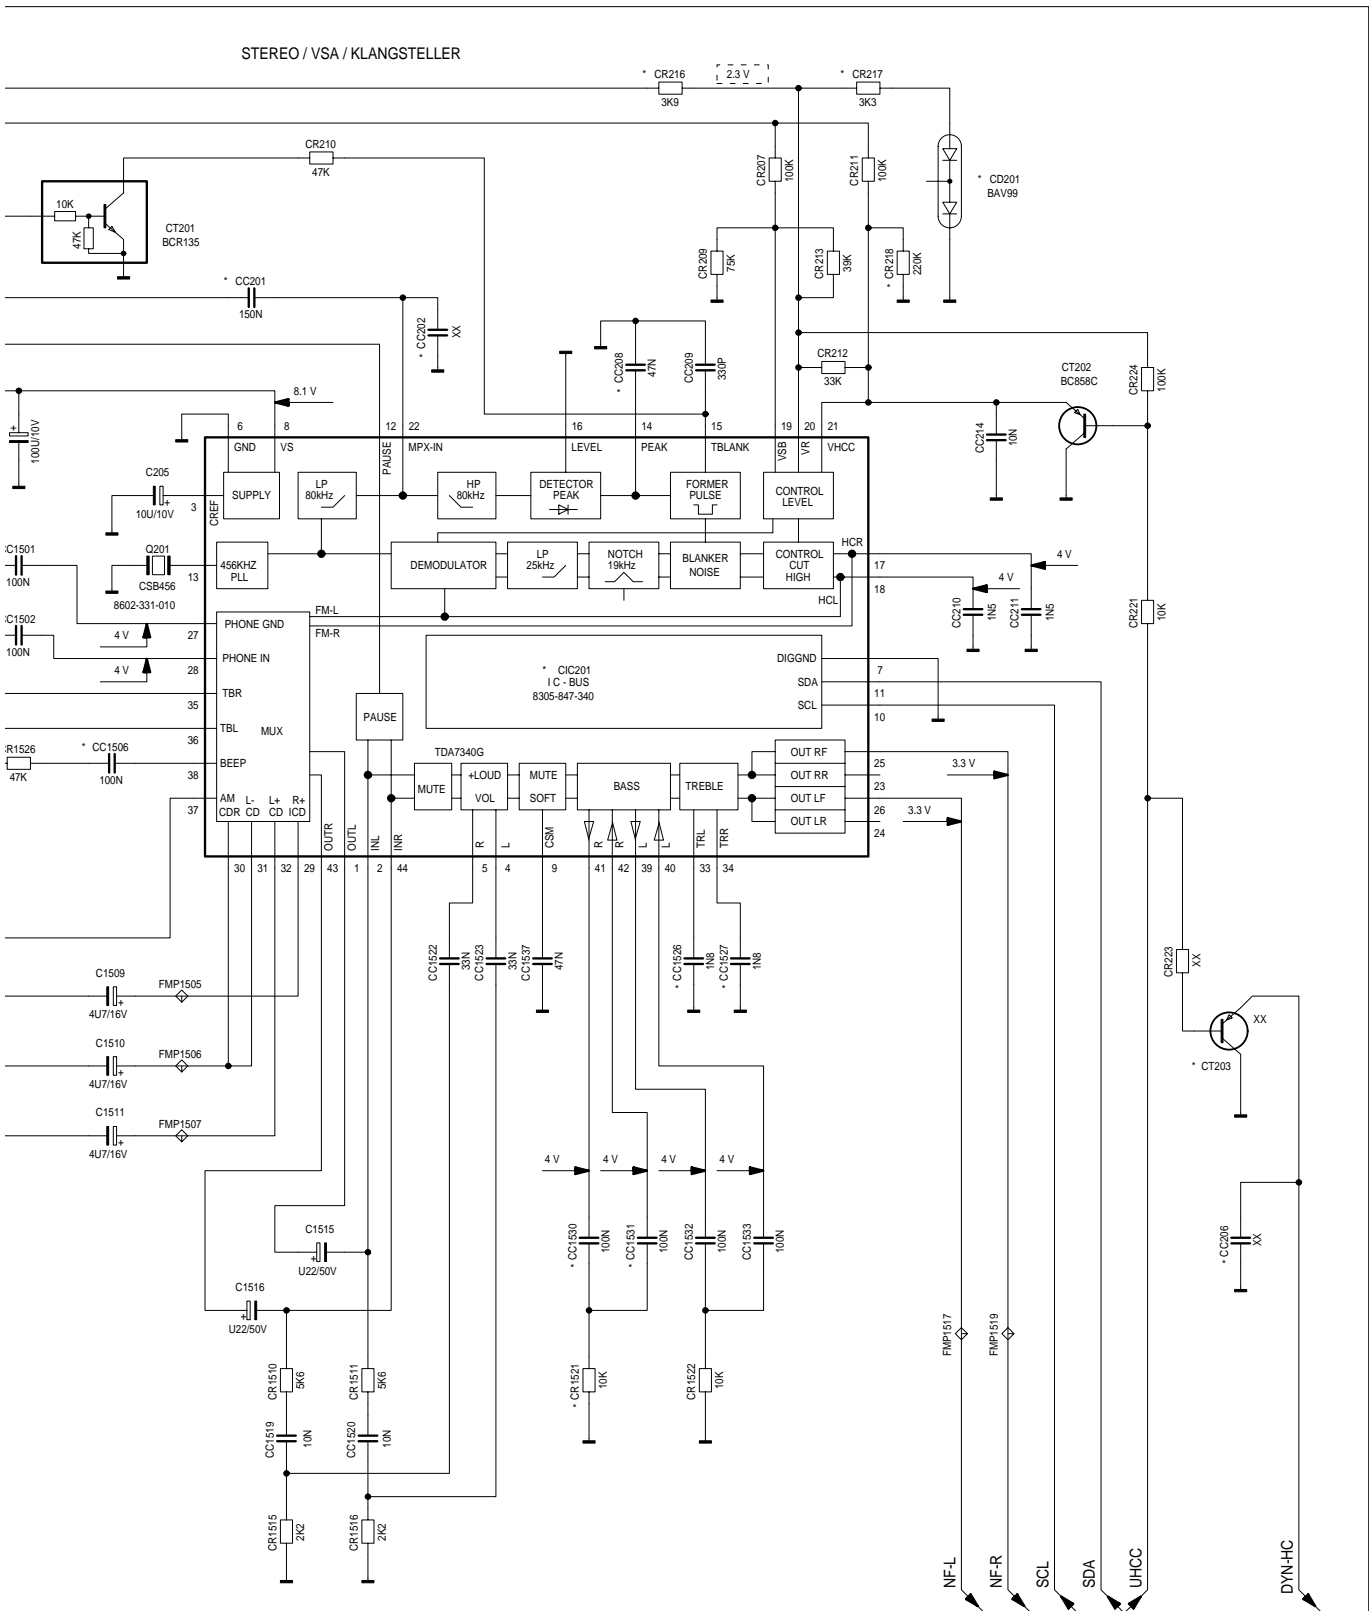 STEREO / VSA / KLANGSTELLER
* CR216
3K9
2.3 V
* CR217
3K3
CR210
47K
CR207
100K
CR211
100K
* CD201
BAV99
10K
47K
CT201
BCR135
CR209
75K
CR213
39K
* CR218
220K
* CC201
150N
* CC202
XX
* CC208
47N
CC209
330P
CR212
33K
CT202
BC858C
CR224
100K
8.1 V
100U/10V
6
8
12
22
16
14
15
19
20
21
GND
VS
PAUSE
MPX-IN
LEVEL
PEAK
TBLANK
VSB
VR
VHCC
CC214
10N
C205
10U/10V
3
CREF
SUPPLY
LP
80kHz
HP
80kHz
DETECTOR
PEAK
FORMER
PULSE
CONTROL
LEVEL
CC1501
100N
Q201
CSB456
8602-331-010
13
456KHZ
PLL
DEMODULATOR
LP
25kHz
NOTCH
19kHz
BLANKER
NOISE
CONTROL
CUT
HIGH
HCR
17
HCL
18
4 V
4 V
CC210
1N5
CC211
1N5
CR221
10K
CC1502
100N
4 V
27
PHONE GND
FM-L
FM-R
4 V
28
PHONE IN
35
TBR
36
TBL
MUX
PAUSE
* CIC201
I C - BUS
8305-847-340
DIGGND
7
SDA
11
SCL
10
CR1526
47K
* CC1506
100N
38
BEEP
37
AM
CDR
L-
CD
L+
CD
R+
ICD
OUTR
OUTL
INL
INR
TDA7340G
MUTE
+LOUD
VOL
MUTE
SOFT
BASS
TREBLE
OUT RF
25
OUT RR
23
OUT LF
26
OUT LR
24
3.3 V
3.3 V
R
L
CSM
R
R
L
L
TRL
TRR
30
31
32
29
43
1
2
44
5
4
9
41
42
39
40
33
34
CC1522
33N
CC1523
33N
CC1537
47N
* CC1526
1N8
* CC1527
1N8
CR223
XX
C1509
4U7/16V
FMP1505
XX
* CT203
C1510
4U7/16V
FMP1506
C1511
4U7/16V
FMP1507
4 V
4 V
4 V
4 V
C1515
U22/50V
* CC1530
100N
* CC1531
100N
CC1532
100N
CC1533
100N
* CC206
XX
C1516
U22/50V
FMP1517
FMP1519
CR1510
5K6
CR1511
5K6
* CR1521
10K
CR1522
10K
CC1519
10N
CC1520
10N
CR1515
2K2
CR1516
2K2
NF-L
NF-R
SCL
SDA
UHCC
DYN-HC